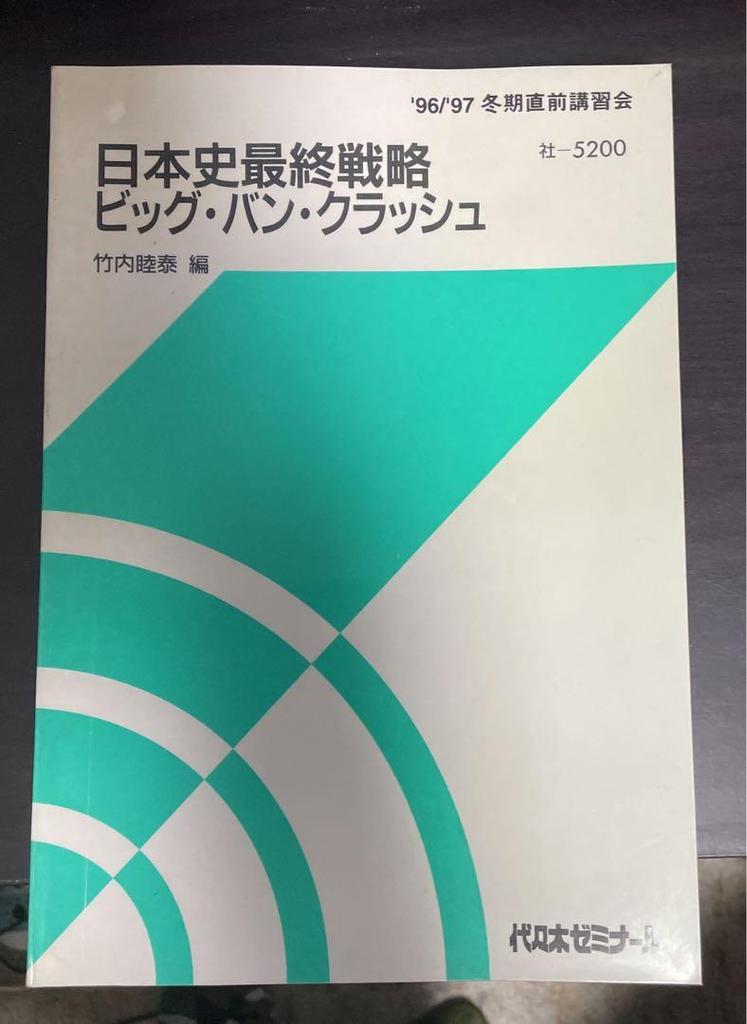 '96/'97 冬期直前講習会
社-5200
日本史最終戦略
ビッグ・バン・クラッシュ
竹内睦泰 編
代々木ゼミナール